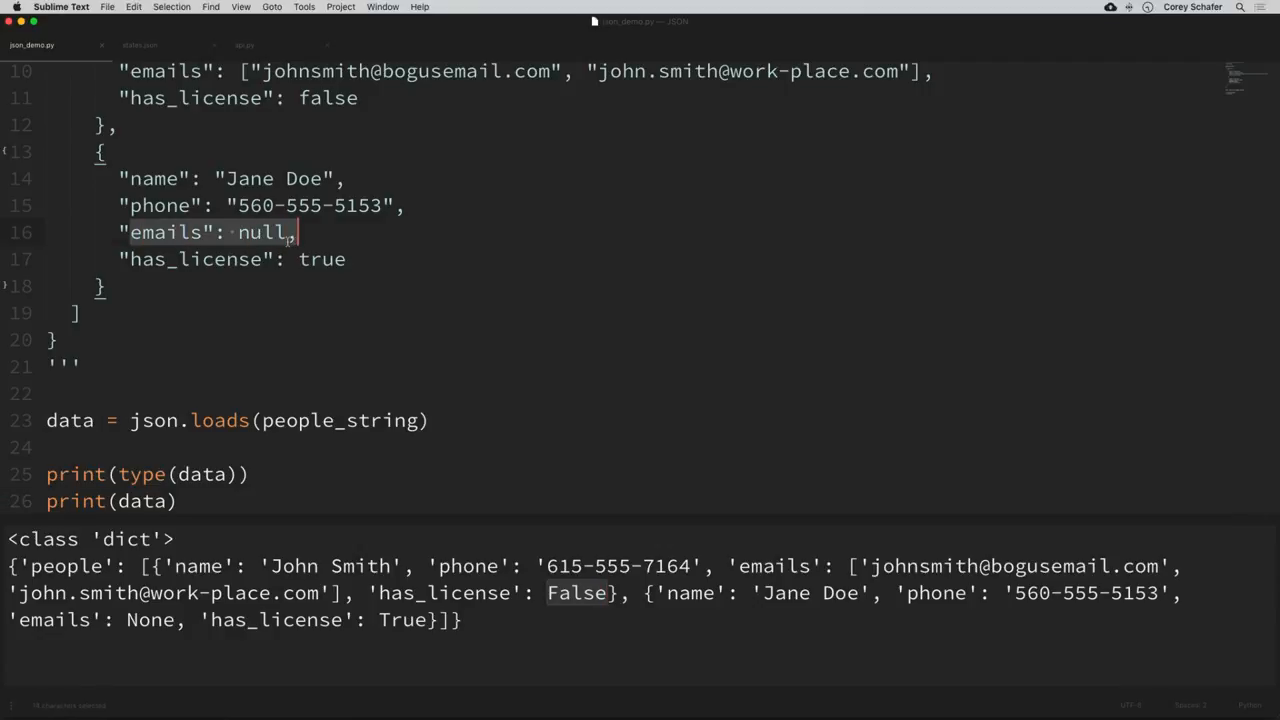 Sublime Text File Edit Selection Find View Goto Tools Project Window Help Corey Schafer
json_demo.py — JSON
json_demo.py × states.json × api.py ×
10 "emails": ["johnsmith@bogusemail.com", "john.smith@work-place.com"],
11 "has_license": false
12 },
13 {
14 "name": "Jane Doe",
15 "phone": "560-555-5153",
16 "emails": null,
17 "has_license": true
18 }
19 ]
20 }
21 '''
22
23 data = json.loads(people_string)
24
25 print(type(data))
26 print(data)
<class 'dict'>
{'people': [{'name': 'John Smith', 'phone': '615-555-7164', 'emails': ['johnsmith@bogusemail.com',
'john.smith@work-place.com'], 'has_license': False}, {'name': 'Jane Doe', 'phone': '560-555-5153',
'emails': None, 'has_license': True}]}
characters selected UTF-8 Spaces: 2 Python